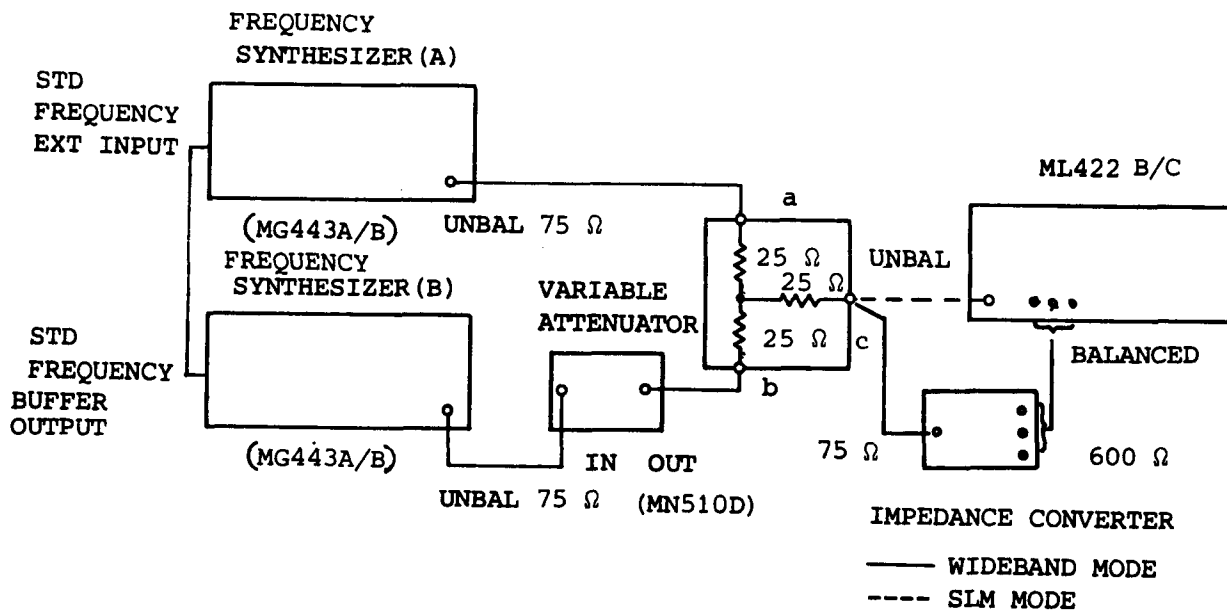 FREQUENCY
SYNTHESIZER(A)
STD
FREQUENCY
EXT INPUT
(MG443A/B)
UNBAL 75 Ω
ML422 B/C
a
25 Ω
25 Ω
25 Ω
c
b
UNBAL
BALANCED
FREQUENCY
SYNTHESIZER(B)
VARIABLE
ATTENUATOR
STD
FREQUENCY
BUFFER
OUTPUT
(MG443A/B)
IN OUT
UNBAL 75 Ω
(MN510D)
75 Ω
600 Ω
IMPEDANCE CONVERTER
WIDEBAND MODE
SLM MODE